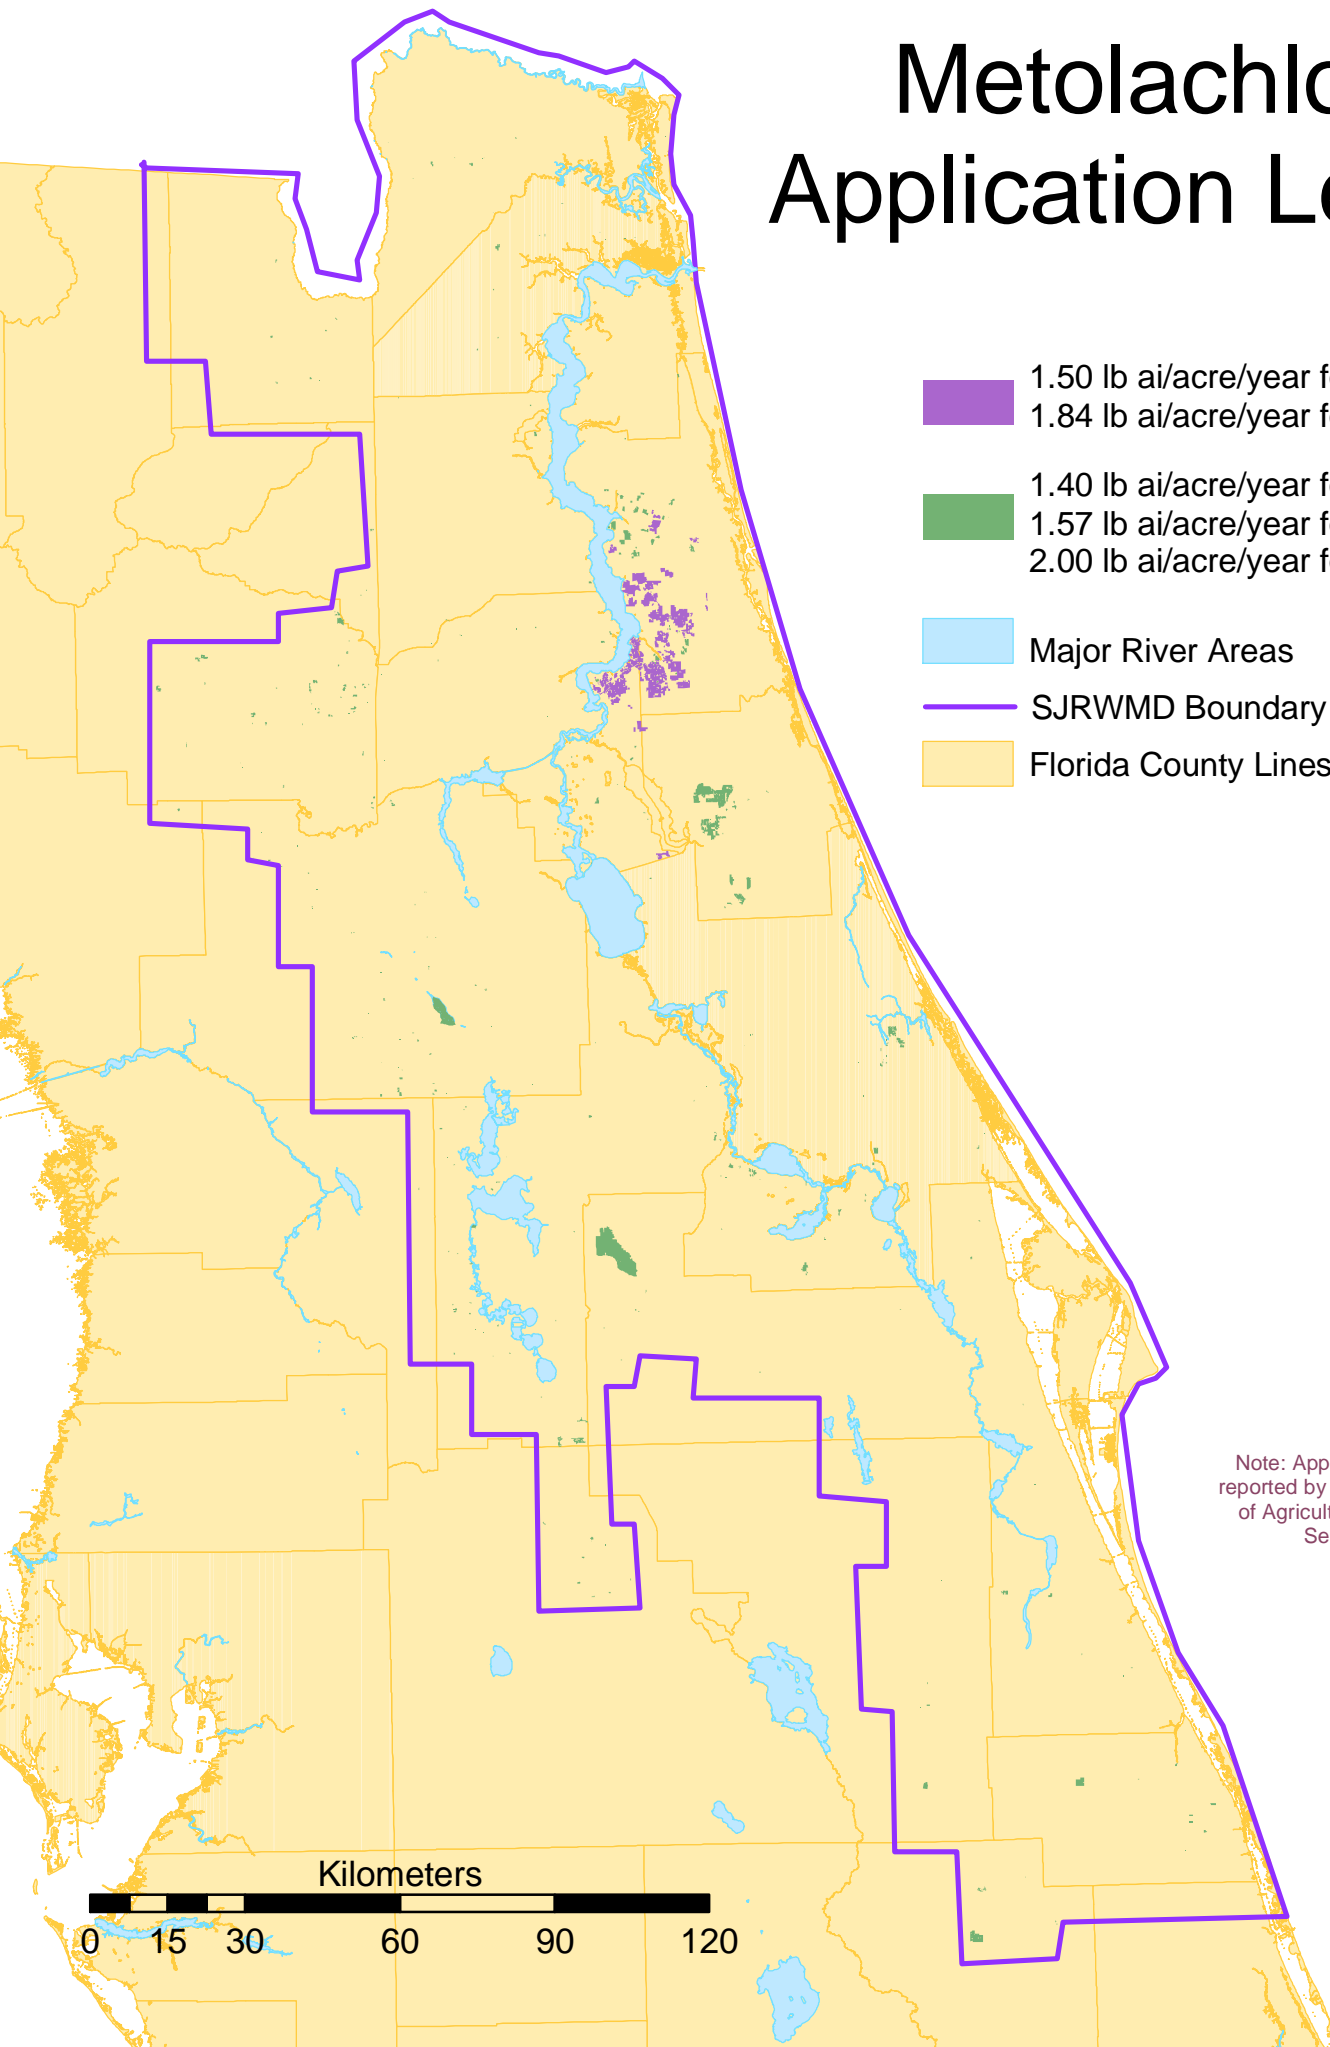 Metolachlo
Application Lo
1.50 lb ai/acre/year f
1.84 lb ai/acre/year f
1.40 lb ai/acre/year f
1.57 lb ai/acre/year f
2.00 lb ai/acre/year f
Major River Areas
SJRWMD Boundary
Florida County Lines
Note: App
reported by
of Agricult
Se
Kilometers
0 15 30 60 90 120